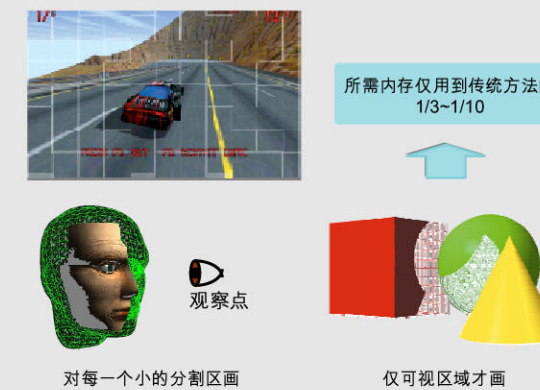 所需内存仅用到传统方法
1/3~1/10
观察点
对每一个小的分割区画
仅可视区域才画